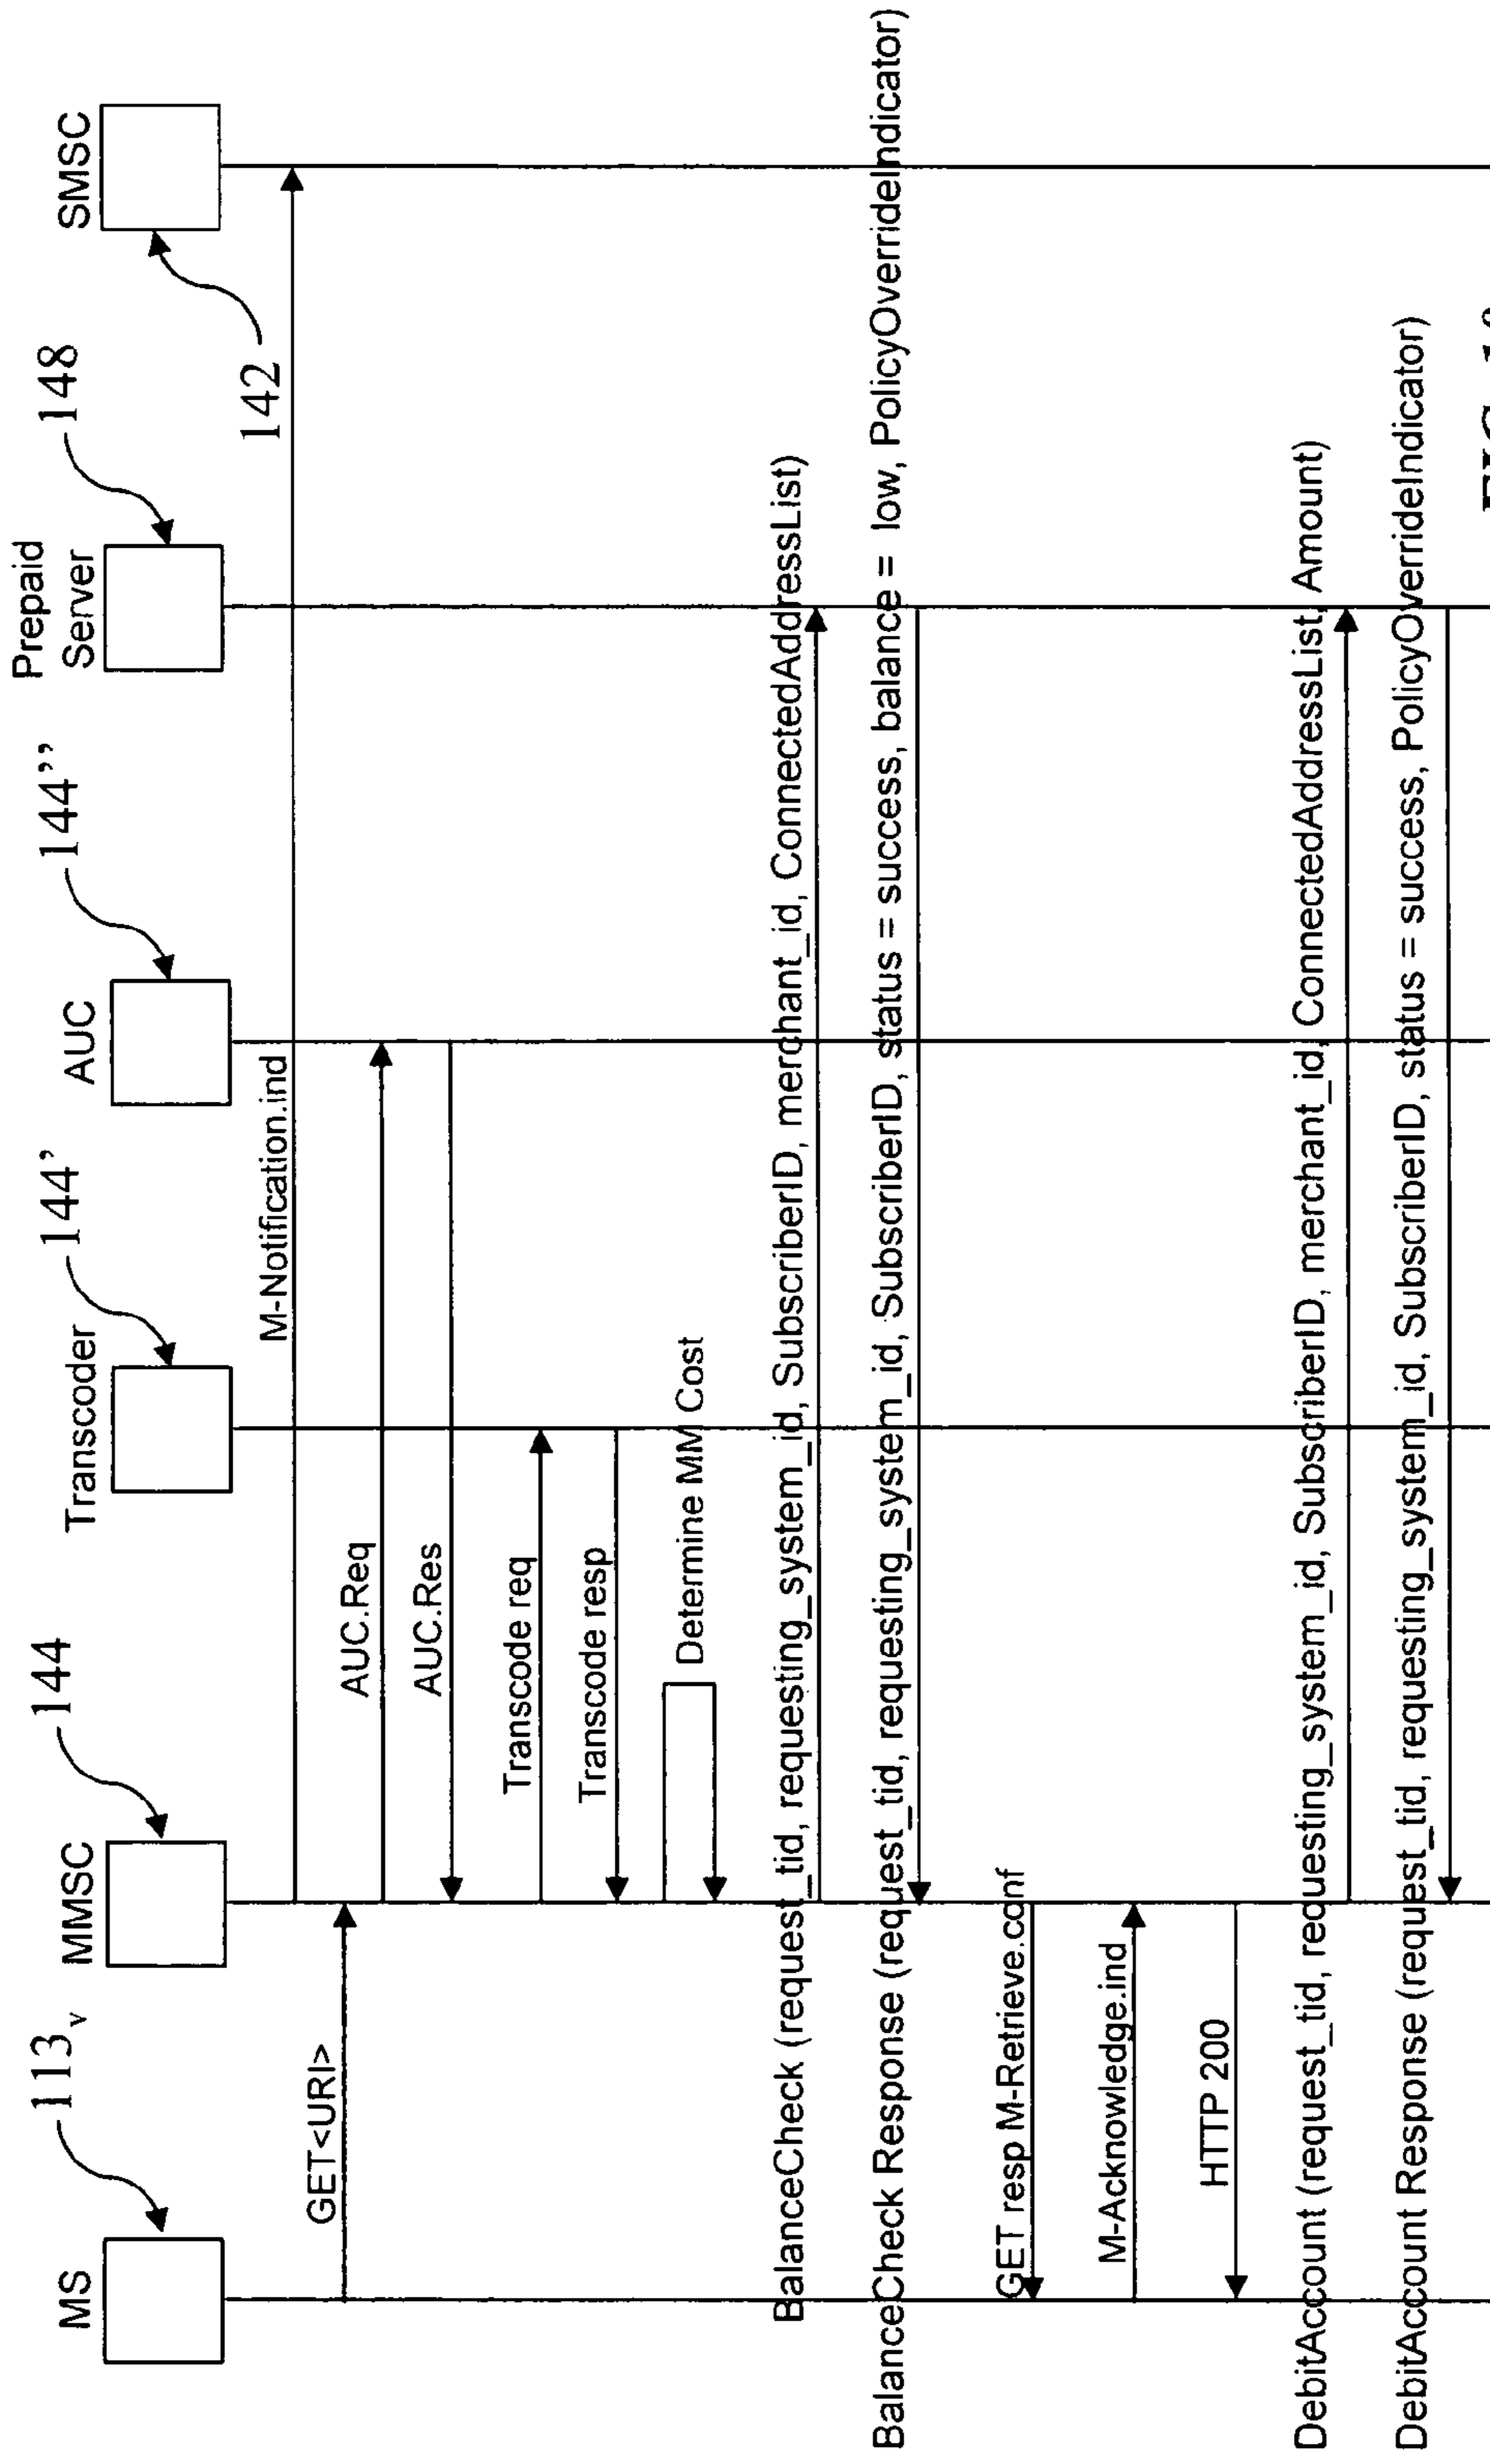 MS
113v
MMSC
144
Transcoder
144’
AUC
144’’
Prepaid
Server
148
SMSC
142
M-Notification.ind
GET<URI>
AUC.Req
AUC.Res
Transcode req
Transcode resp
Determine MM Cost
BalanceCheck (request_tid, requesting_system_id, SubscriberID, merchant_id, ConnectedAddressList)
BalanceCheck Response (request_tid, requesting_system_id, SubscriberID, status = success, balance = low, PolicyOverrideIndicator)
GET resp M-Retrieve.conf
M-Acknowledge.ind
HTTP 200
DebitAccount (request_tid, requesting_system_id, SubscriberID, merchant_id, ConnectedAddressList, Amount)
DebitAccount Response (request_tid, requesting_system_id, SubscriberID, status = success, PolicyOverrideIndicator)